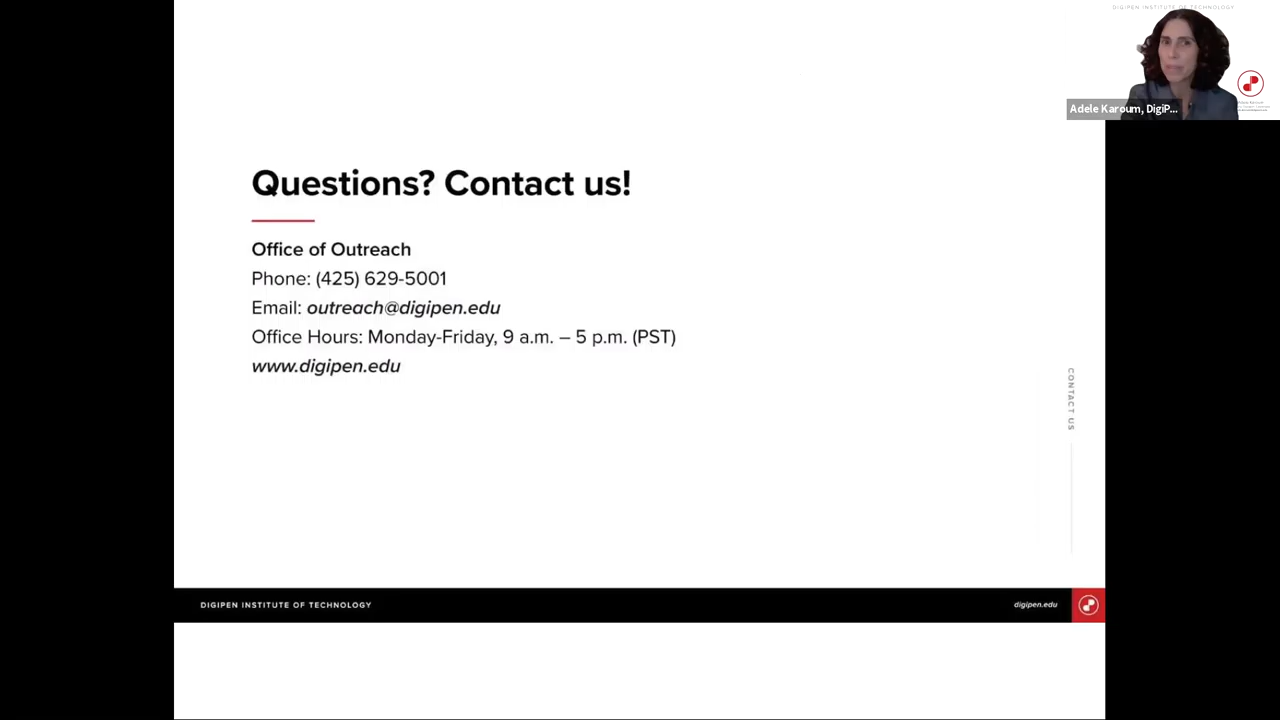 DIGIPEN INSTITUTE OF TECHNOLOGY
Adele Karoum, DigiP...
Questions? Contact us!
Office of Outreach
Phone: (425) 629-5001
Email: outreach@digipen.edu
Office Hours: Monday-Friday, 9 a.m. – 5 p.m. (PST)
www.digipen.edu
CONTACT US
DIGIPEN INSTITUTE OF TECHNOLOGY
digipen.edu